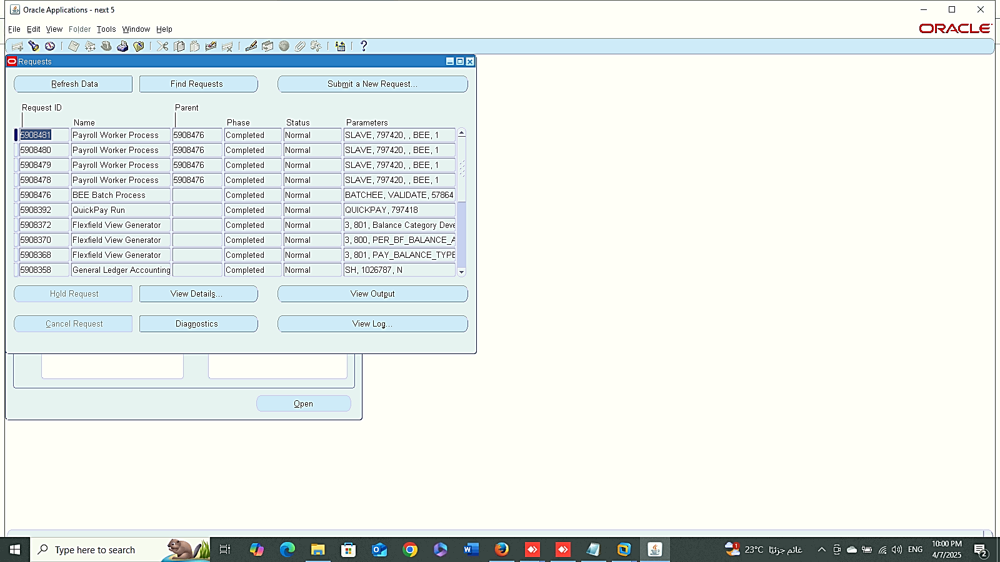 Oracle Applications - next 5
File Edit View Folder Tools Window Help
ORACLE
Requests
Refresh Data Find Requests Submit a New Request...
Request ID Parent
Name Phase Status Parameters
5908481 Payroll Worker Process 5908476 Completed Normal SLAVE, 797420, , BEE, 1
5908480 Payroll Worker Process 5908476 Completed Normal SLAVE, 797420, , BEE, 1
5908479 Payroll Worker Process 5908476 Completed Normal SLAVE, 797420, , BEE, 1
5908478 Payroll Worker Process 5908476 Completed Normal SLAVE, 797420, , BEE, 1
5908476 BEE Batch Process Completed Normal BATCHEE, VALIDATE, 57864
5908392 QuickPay Run Completed Normal QUICKPAY, 797418
5908372 Flexfield View Generator Completed Normal 3, 801, Balance Category Deve
5908370 Flexfield View Generator Completed Normal 3, 800, PER_BF_BALANCE_A
5908368 Flexfield View Generator Completed Normal 3, 801, PAY_BALANCE_TYPE
5908358 General Ledger Accounting Completed Normal SH, 1026787, N
Hold Request View Details... View Output
Cancel Request Diagnostics View Log...
Open
Type here to search
1 23°C غائم جزئيًا ENG 10:00 PM
4/7/2025
2